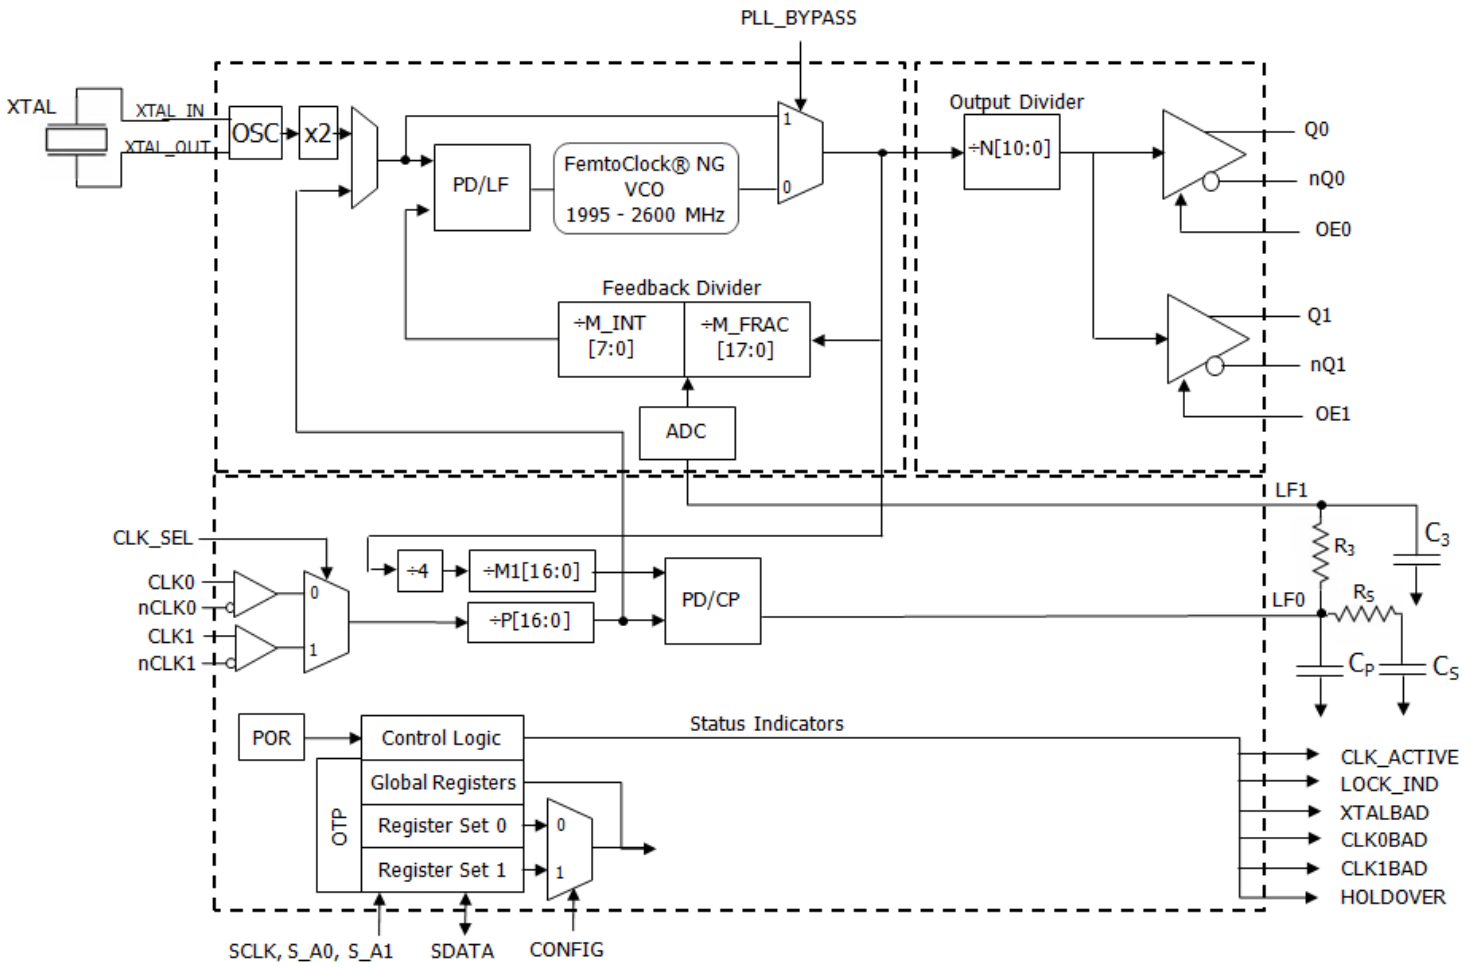 PLL_BYPASS
XTAL
XTAL_IN
XTAL_OUT
OSC
x2
PD/LF
FemtoClock® NG
VCO
1995 - 2600 MHz
1
0
Output Divider
÷N[10:0]
Q0
nQ0
OE0
Q1
nQ1
OE1
Feedback Divider
÷M_INT
[7:0]
÷M_FRAC
[17:0]
ADC
LF1
R3
C3
LF0
RS
CP
CS
CLK_SEL
CLK0
nCLK0
CLK1
nCLK1
0
1
÷4
÷M1[16:0]
÷P[16:0]
PD/CP
POR
Control Logic
Global Registers
Register Set 0
Register Set 1
OTP
0
1
Status Indicators
CLK_ACTIVE
LOCK_IND
XTALBAD
CLK0BAD
CLK1BAD
HOLDOVER
SCLK, S_A0, S_A1
SDATA
CONFIG